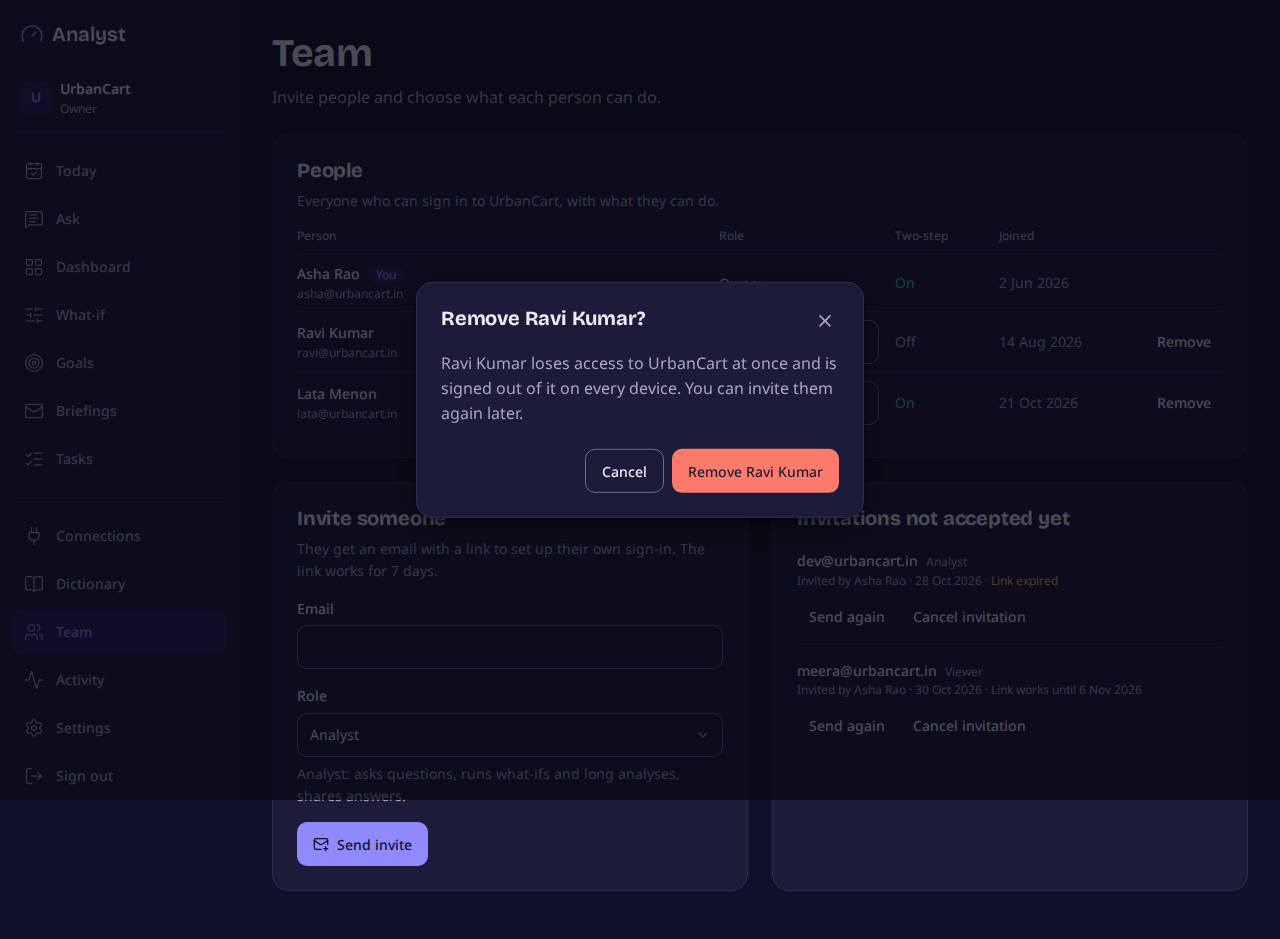 Analyst
U
UrbanCart
Owner
Today
Ask
Dashboard
What-if
Goals
Briefings
Tasks
Connections
Dictionary
Team
Activity
Settings
Sign out
Team
Invite people and choose what each person can do.
People
Everyone who can sign in to UrbanCart, with what they can do.
Person Role Two-step Joined
Asha Rao You
asha@urbancart.in
On 2 Jun 2026
Ravi Kumar
ravi@urbancart.in
Off 14 Aug 2026 Remove
Lata Menon
lata@urbancart.in
On 21 Oct 2026 Remove
Remove Ravi Kumar?
Ravi Kumar loses access to UrbanCart at once and is
signed out of it on every device. You can invite them
again later.
Cancel Remove Ravi Kumar
Invite someone
They get an email with a link to set up their own sign-in. The
link works for 7 days.
Email
Role
Analyst
Analyst: asks questions, runs what-ifs and long analyses,
shares answers.
Send invite
Invitations not accepted yet
dev@urbancart.in Analyst
Invited by Asha Rao · 28 Oct 2026 · Link expired
Send again Cancel invitation
meera@urbancart.in Viewer
Invited by Asha Rao · 30 Oct 2026 · Link works until 6 Nov 2026
Send again Cancel invitation